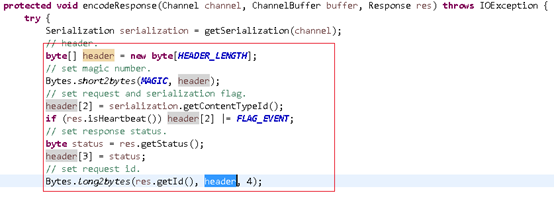 protected void encodeResponse(Channel channel, ChannelBuffer buffer, Response res) throws IOException {
try {
Serialization serialization = getSerialization(channel);
// header.
byte[] header = new byte[HEADER_LENGTH];
// set magic number.
Bytes.short2bytes(MAGIC, header);
// set request and serialization flag.
header[2] = serialization.getContentTypeId();
if (res.isHeartbeat()) header[2] |= FLAG_EVENT;
// set response status.
byte status = res.getStatus();
header[3] = status;
// set request id.
Bytes.long2bytes(res.getId(), header, 4);